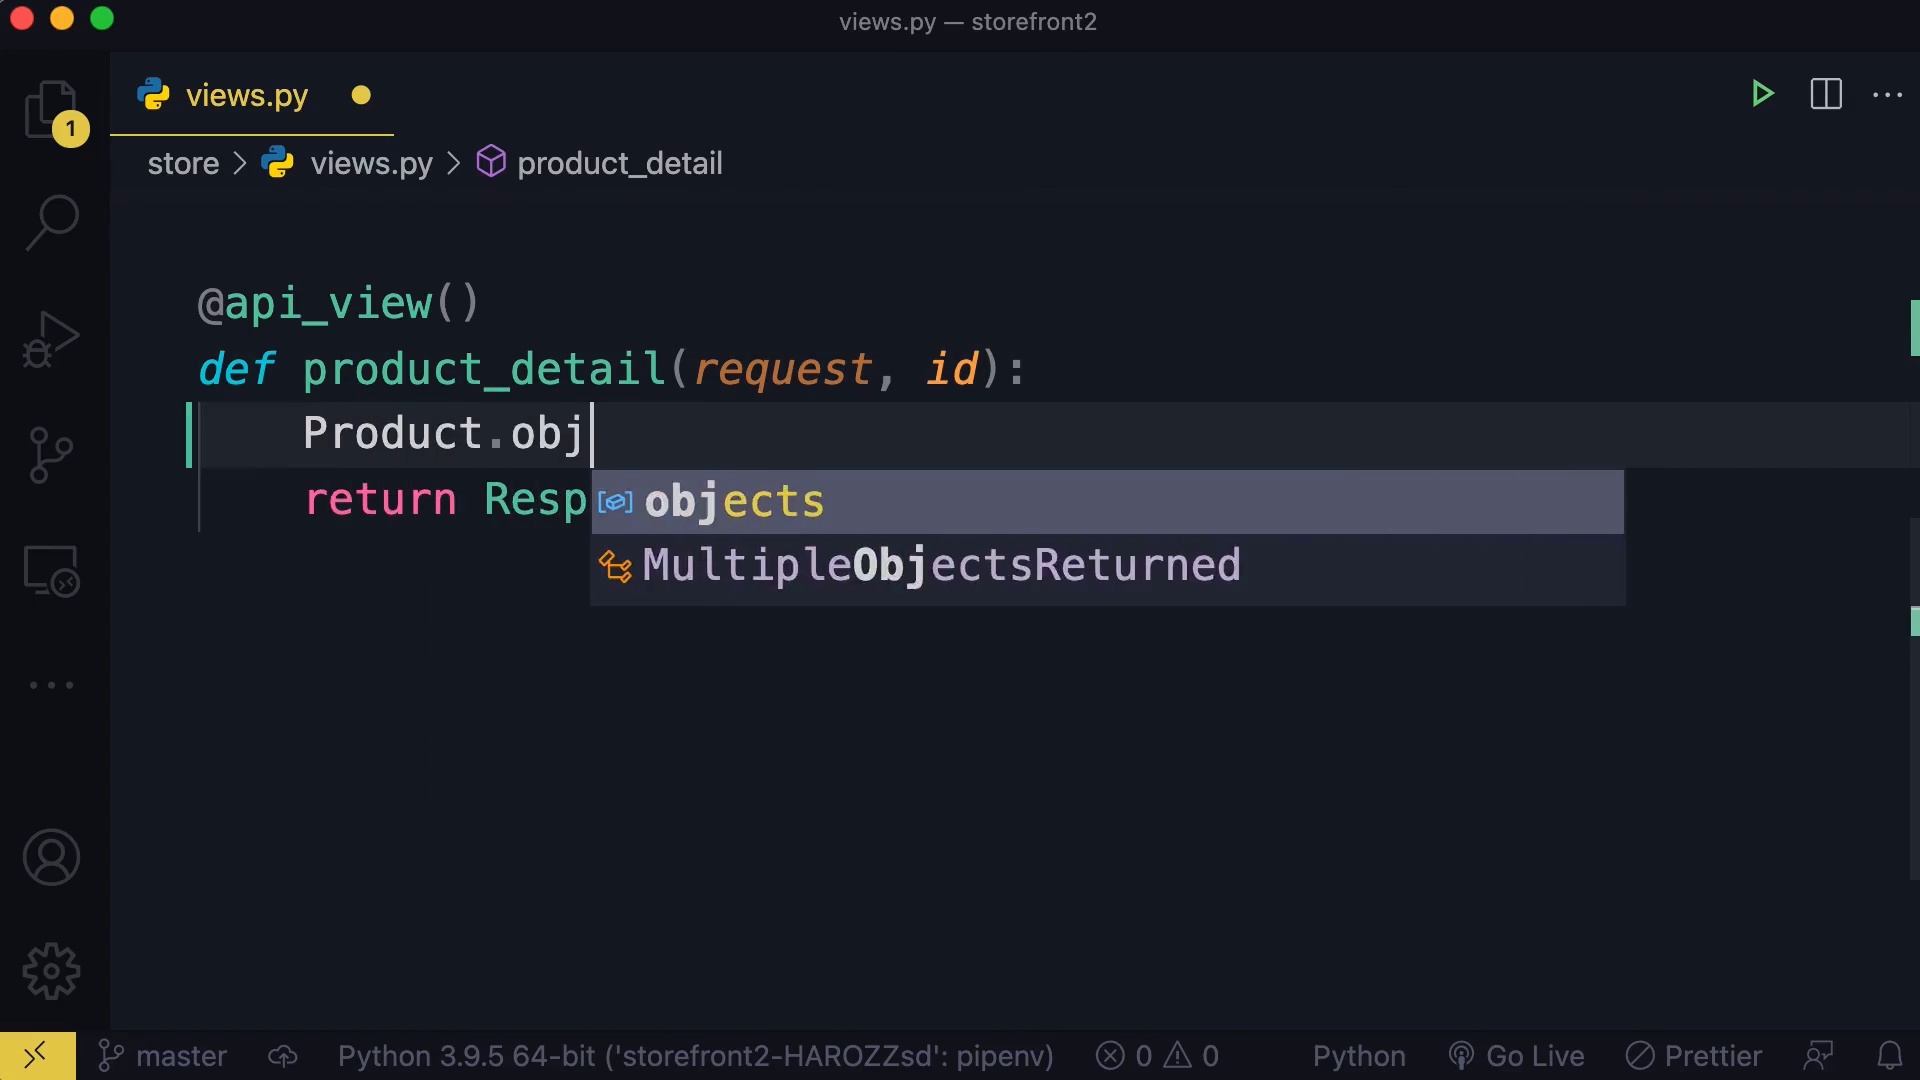 views.py — storefront2
views.py
1
store > views.py > product_detail
@api_view()
def product_detail(request, id):
Product.obj
return Resp
objects
MultipleObjectsReturned
master Python 3.9.5 64-bit ('storefront2-HAROZZsd': pipenv) 0 0 Python Go Live Prettier